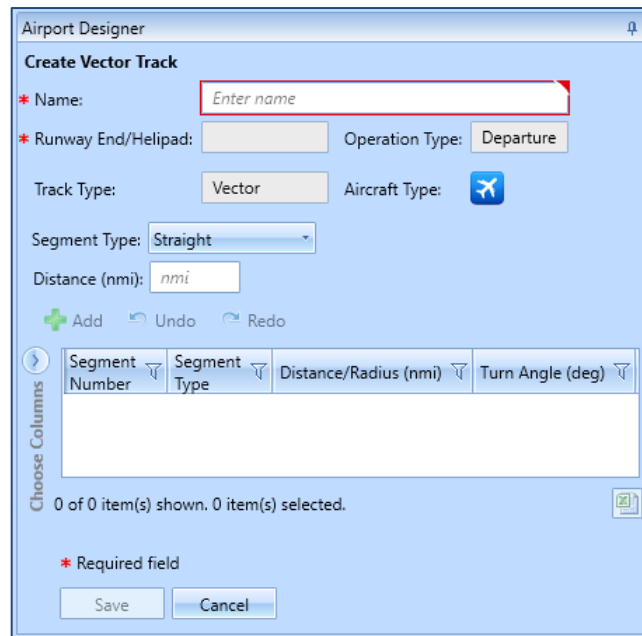 Airport Designer
Create Vector Track
* Name: Enter name
* Runway End/Helipad: Operation Type: Departure
Track Type: Vector Aircraft Type:
Segment Type: Straight
Distance (nmi): nmi
Add Undo Redo
Segment Number Segment Type Distance/Radius (nmi) Turn Angle (deg)
Choose Columns
0 of 0 item(s) shown. 0 item(s) selected.
* Required field
Save Cancel